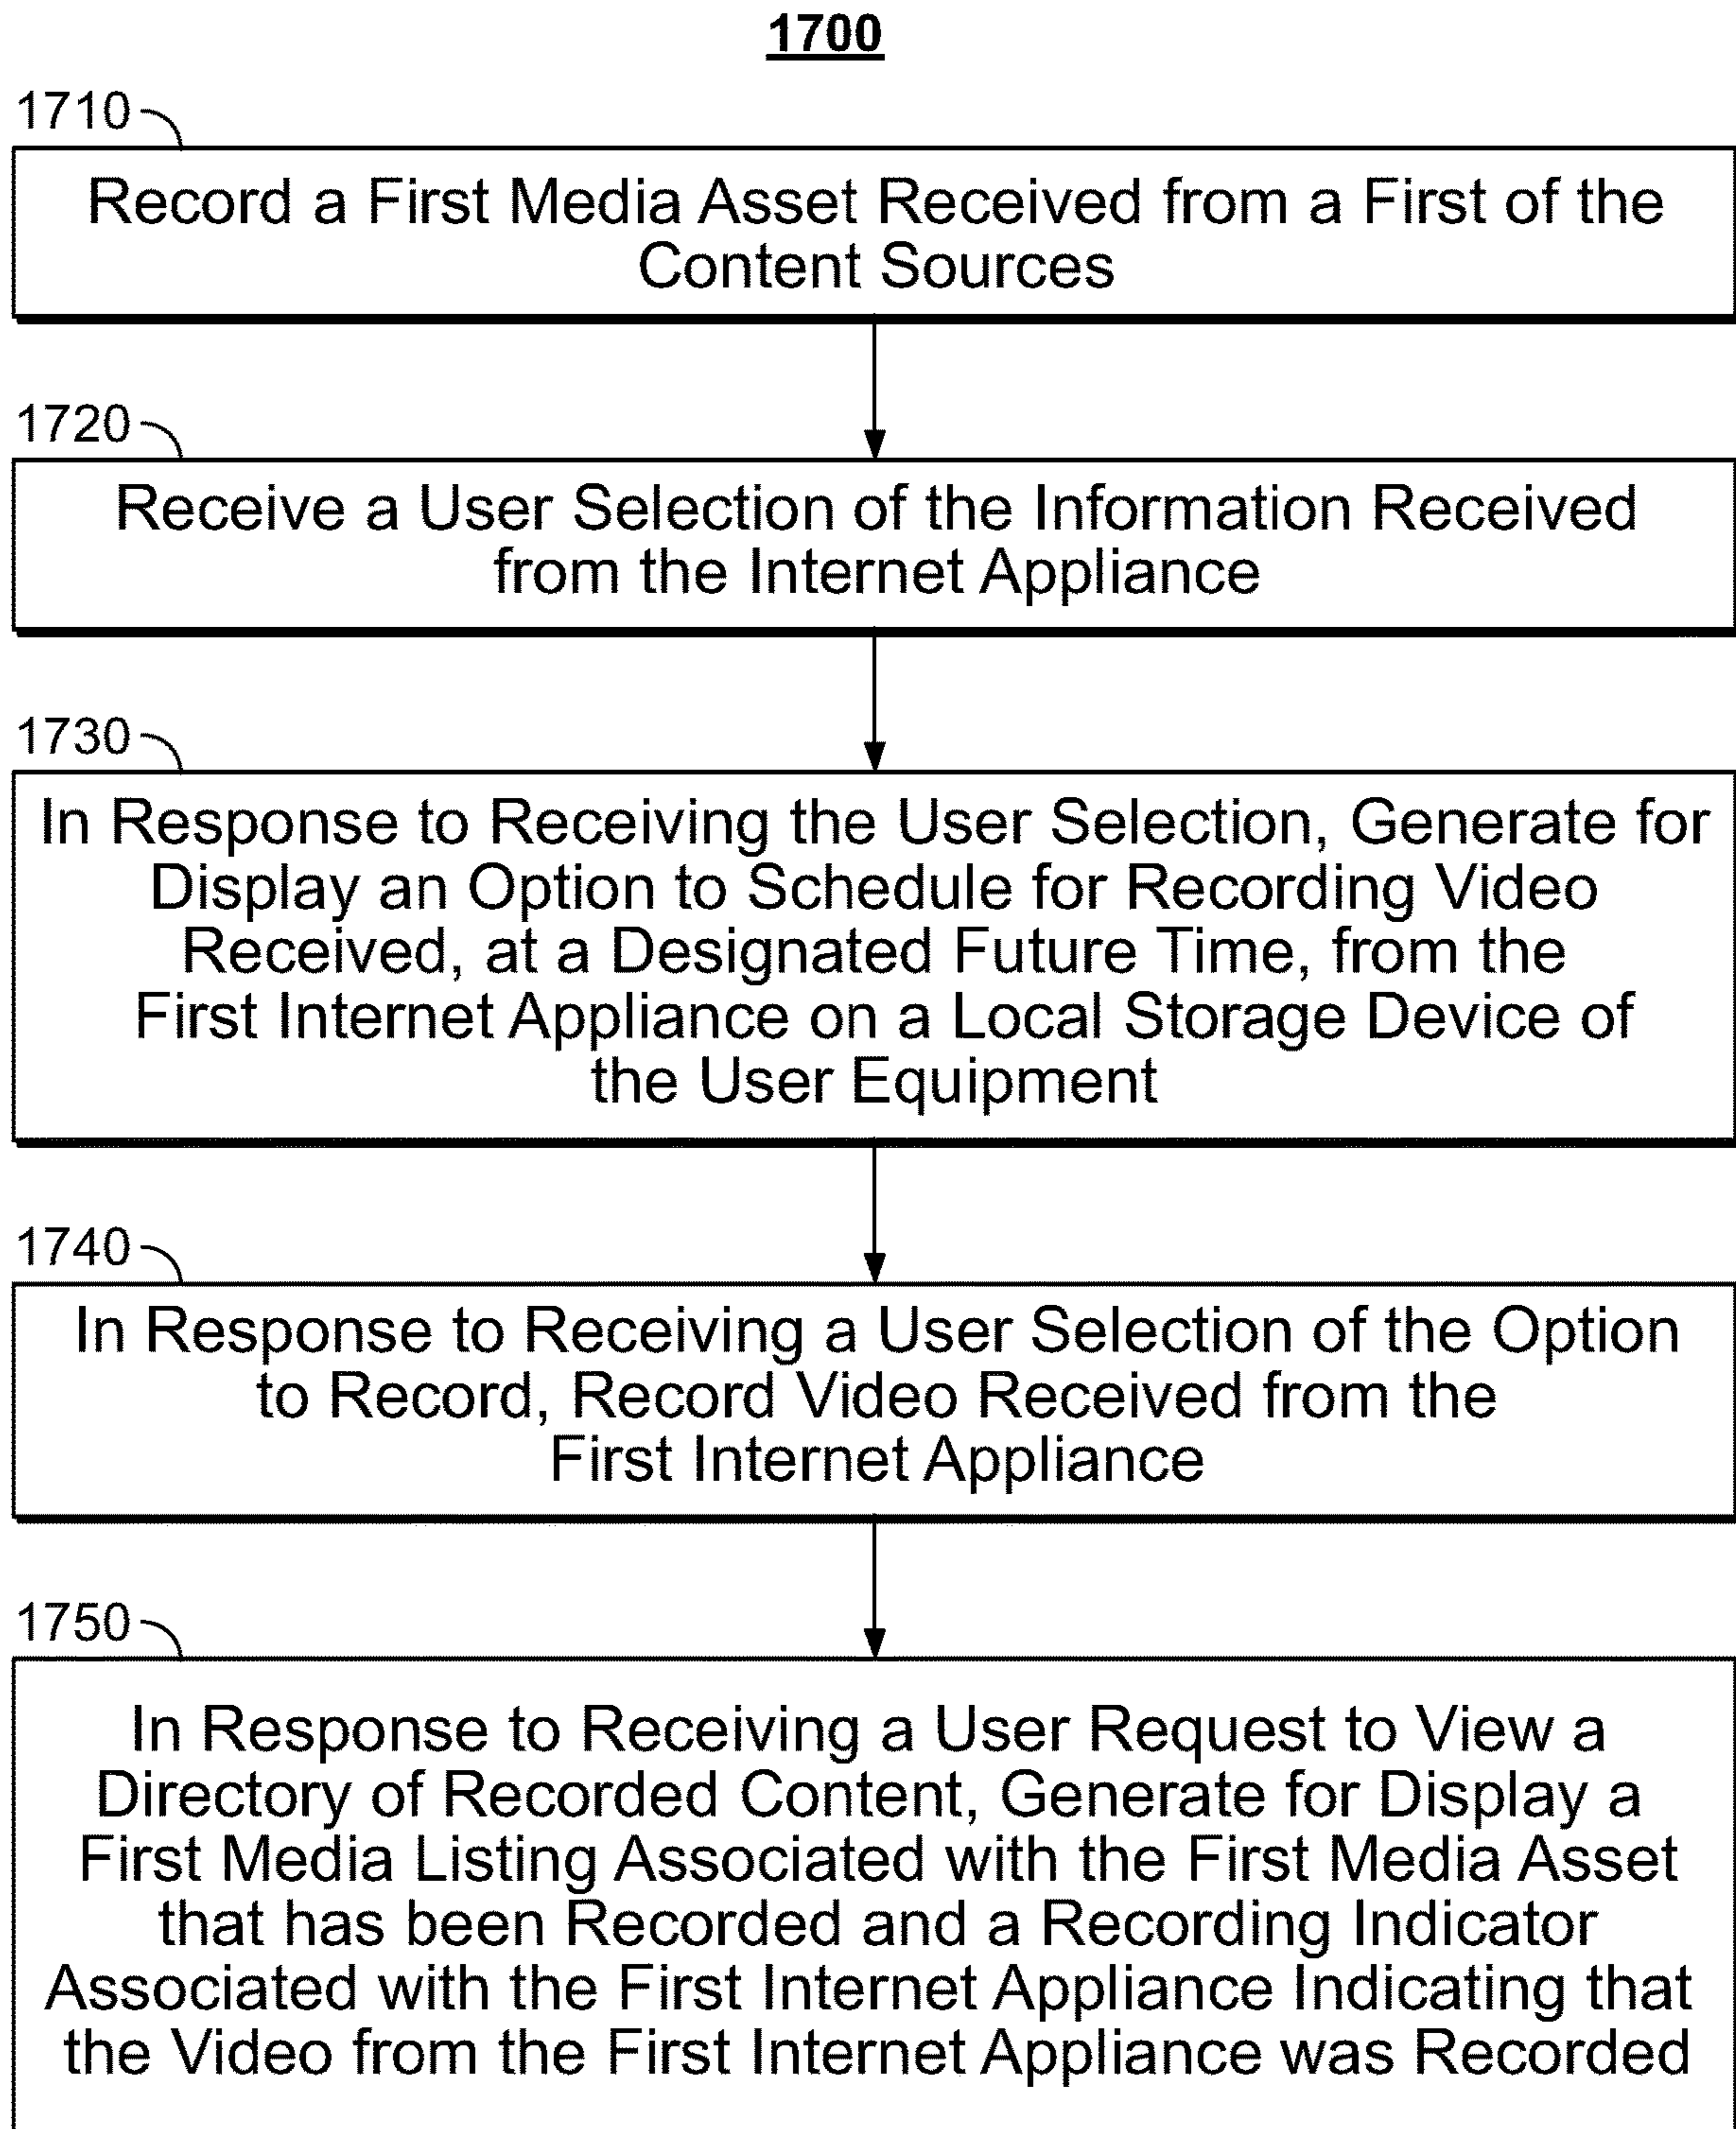 1700
1710
Record a First Media Asset Received from a First of the
Content Sources
1720
Receive a User Selection of the Information Received
from the Internet Appliance
1730
In Response to Receiving the User Selection, Generate for
Display an Option to Schedule for Recording Video
Received, at a Designated Future Time, from the
First Internet Appliance on a Local Storage Device of
the User Equipment
1740
In Response to Receiving a User Selection of the Option
to Record, Record Video Received from the
First Internet Appliance
1750
In Response to Receiving a User Request to View a
Directory of Recorded Content, Generate for Display a
First Media Listing Associated with the First Media Asset
that has been Recorded and a Recording Indicator
Associated with the First Internet Appliance Indicating that
the Video from the First Internet Appliance was Recorded